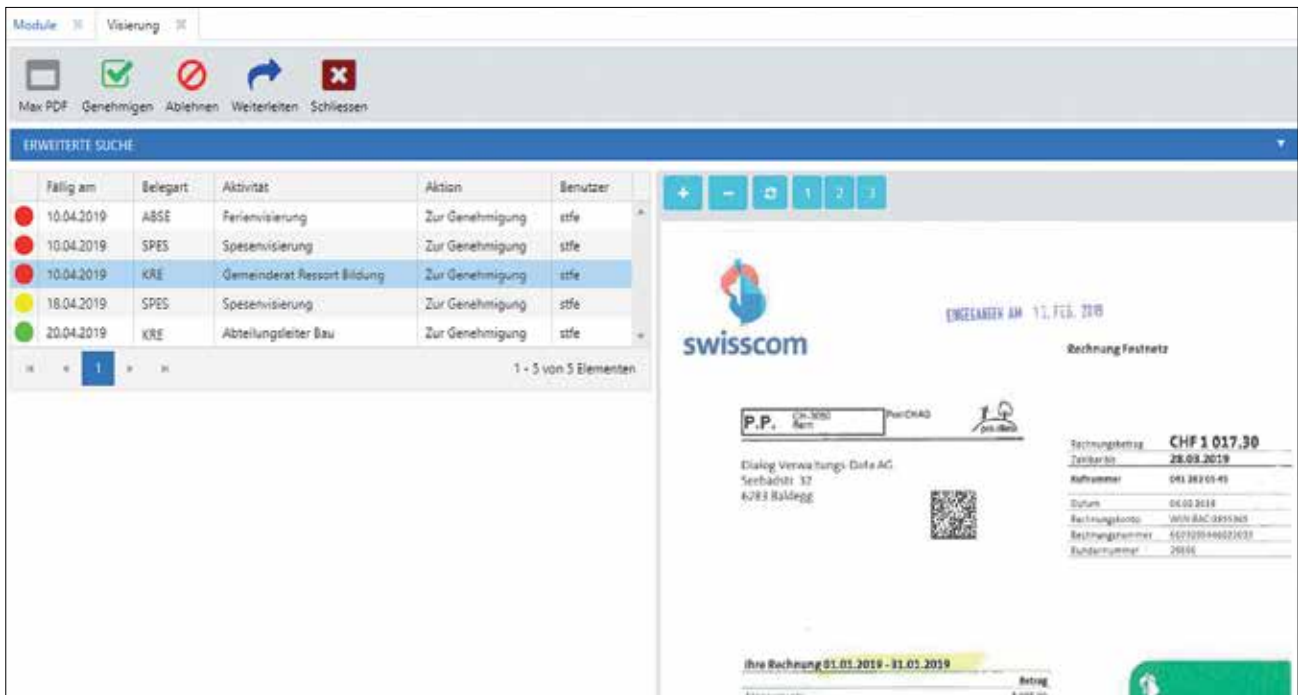 Module Visierung
Max PDF Genehmigen Ablehnen Weiterleiten Schliessen
ERWEITERTE SUCHE
Fällig am Belegart Aktivität Aktion Benutzer
10.04.2019 ABSE Ferienvisierung Zur Genehmigung stfe
10.04.2019 SPES Spesenvisierung Zur Genehmigung stfe
10.04.2019 KRE Gemeinderat Ressort Bildung Zur Genehmigung stfe
18.04.2019 SPES Spesenvisierung Zur Genehmigung stfe
20.04.2019 KRE Abteilungsleiter Bau Zur Genehmigung stfe
1
1 - 5 von 5 Elementen
+ - 1 2 3
swisscom
EINGEGANGEN AM FEB.
Rechnung Festnetz
P.P. Bern Post CH AG
Dialog Verwaltungs-Data AG
Seebadstr. 32
6283 Baldegg
Rechnungsbetrag CHF 1 017.30
Zahlbar bis 28.03.2019
Rufnummer
Datum
Rechnungskonto
Rechnungsnummer
Kundennummer
Ihre Rechnung 01.01.2019 - 31.01.2019
Betrag